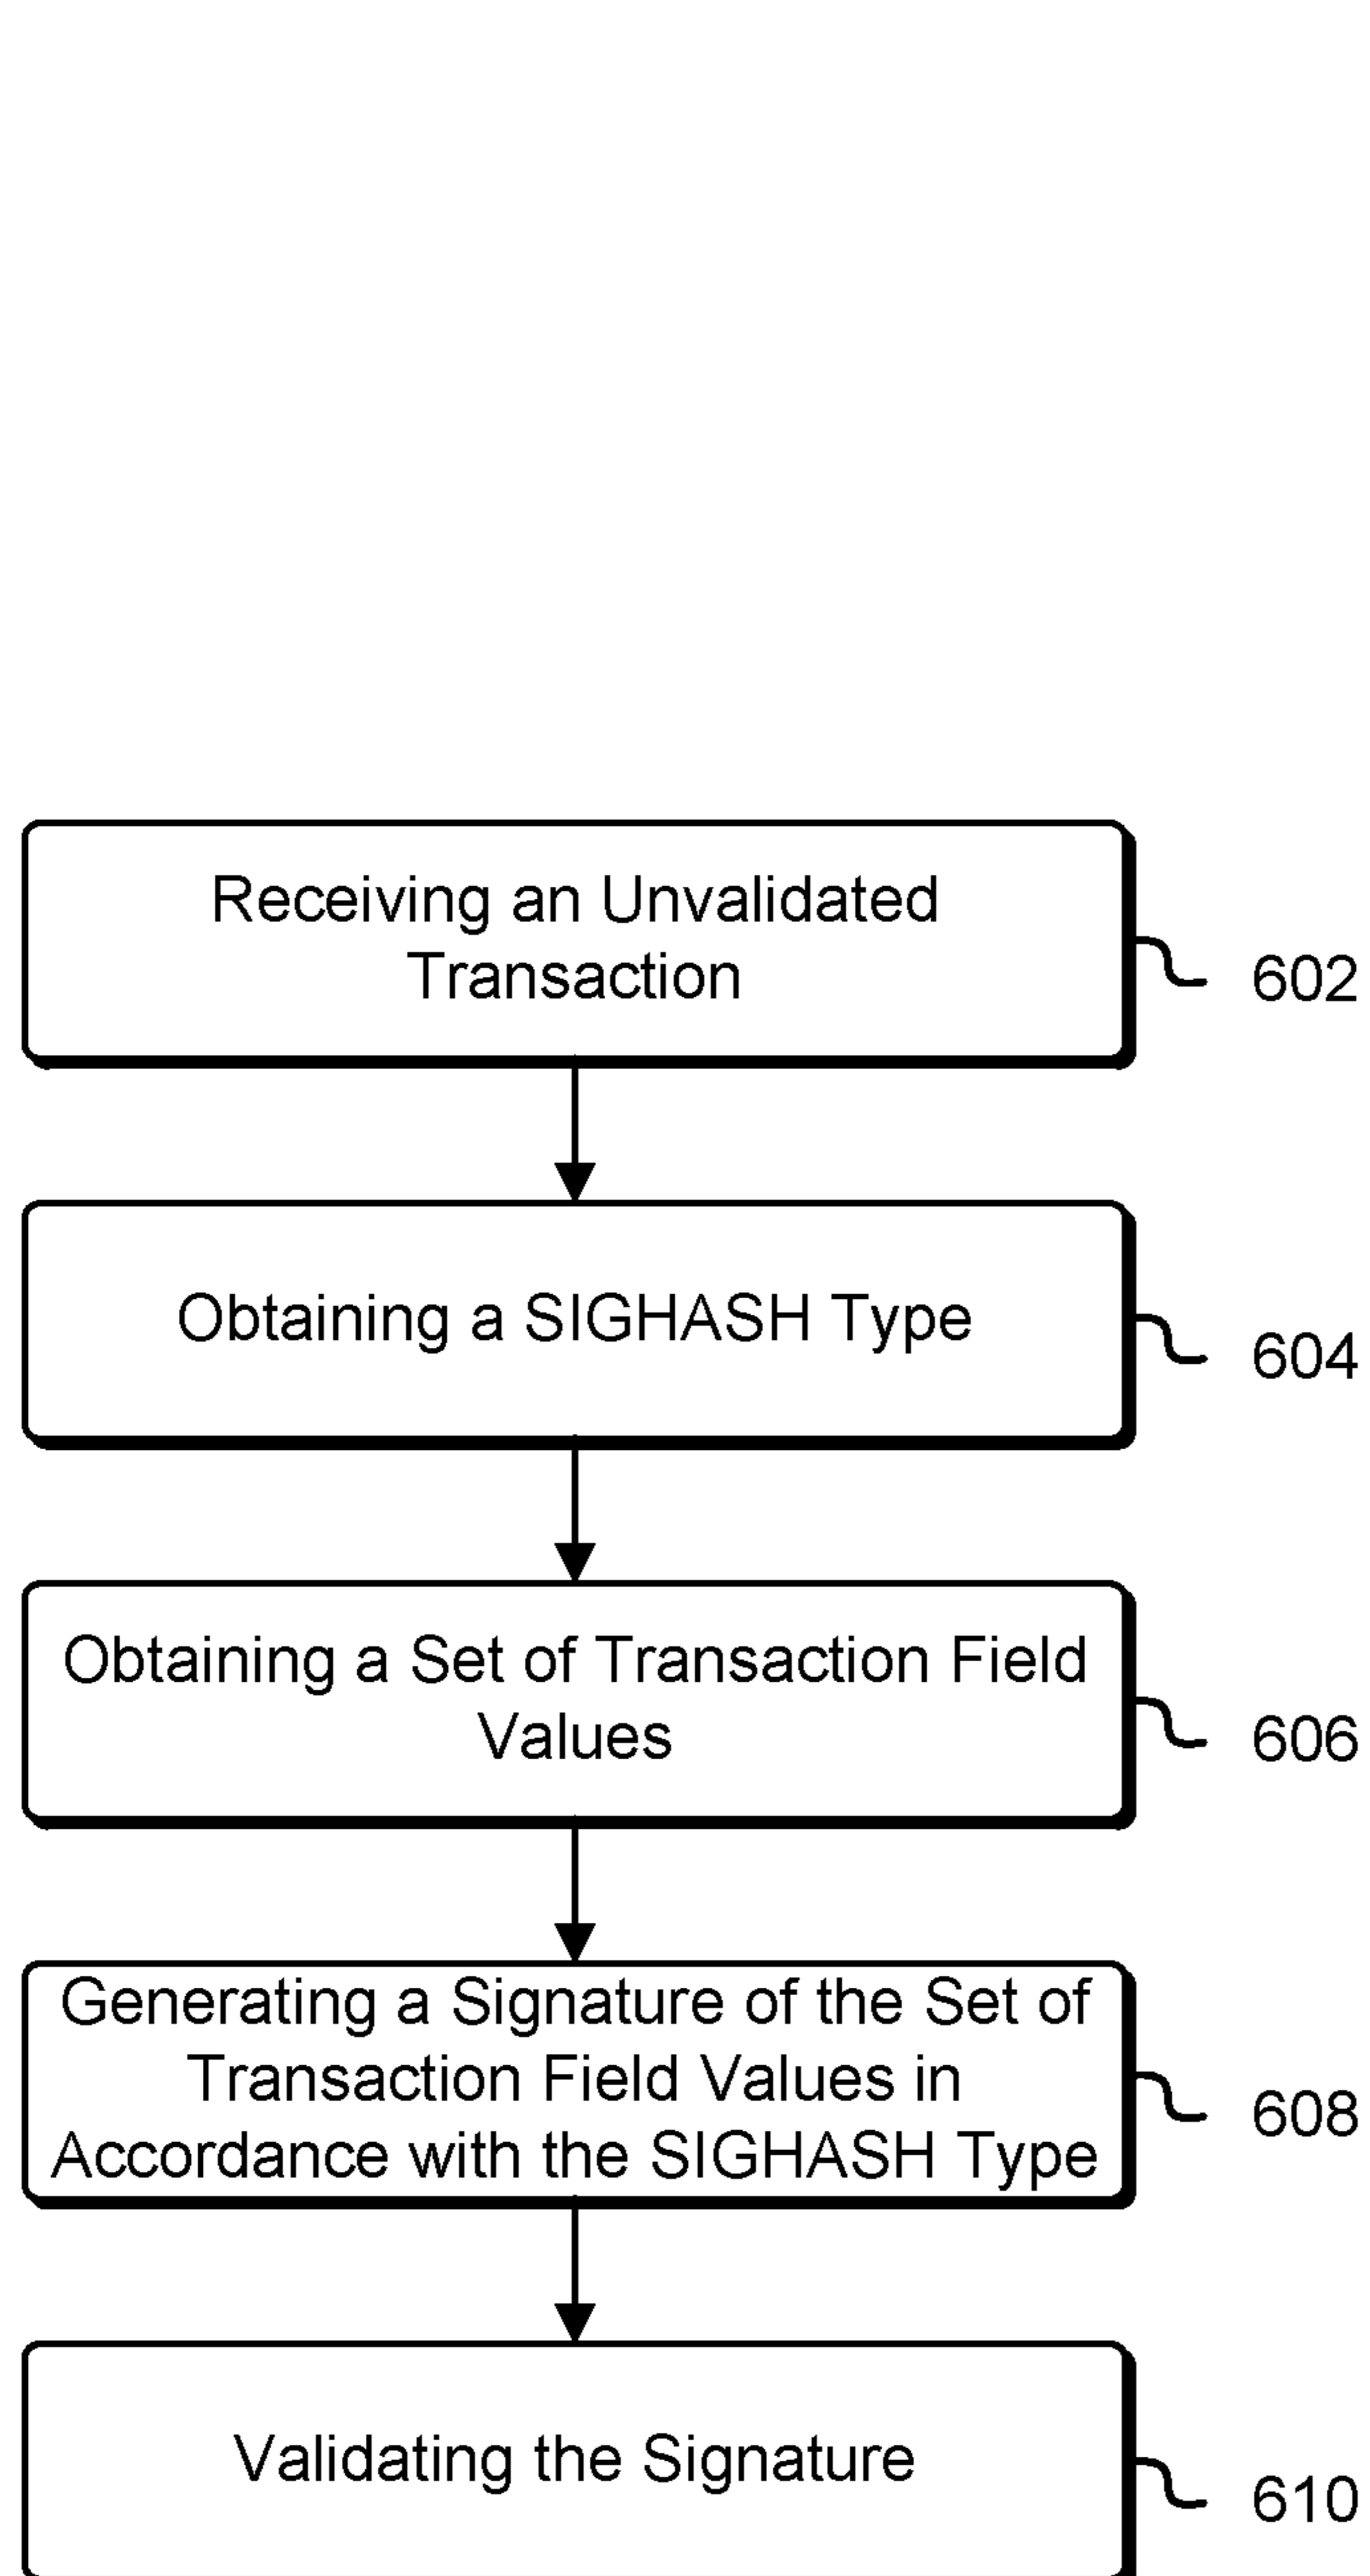 Receiving an Unvalidated
Transaction
602
Obtaining a SIGHASH Type
604
Obtaining a Set of Transaction Field
Values
606
Generating a Signature of the Set of
Transaction Field Values in
Accordance with the SIGHASH Type
608
Validating the Signature
610